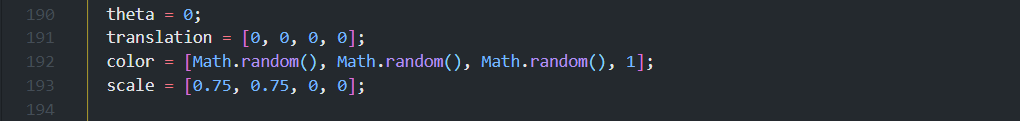 190 theta = 0;
191 translation = [0, 0, 0, 0];
192 color = [Math.random(), Math.random(), Math.random(), 1];
193 scale = [0.75, 0.75, 0, 0];
194